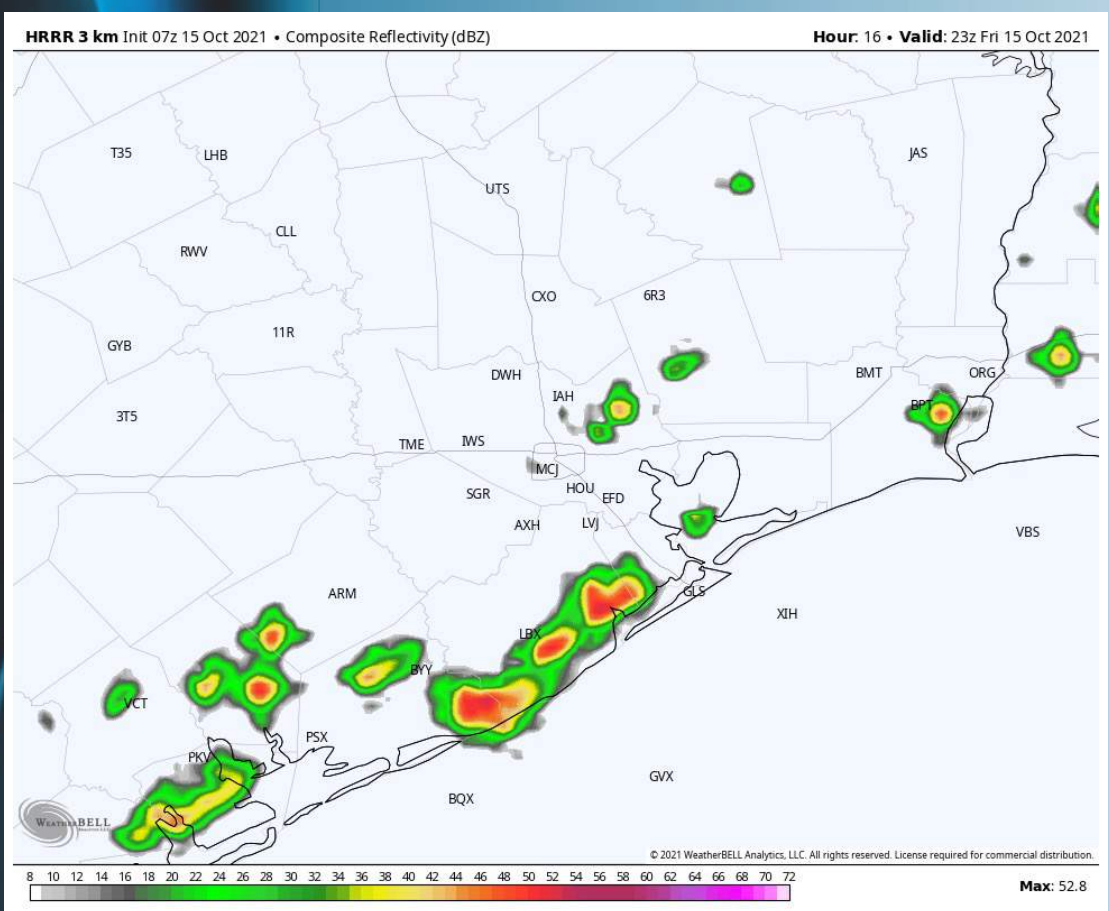 HRRR 3 km Init 07z 15 Oct 2021 • Composite Reflectivity (dBZ)
Hour: 16 • Valid: 23z Fri 15 Oct 2021
T35
LHB
JAS
UTS
CLL
RWV
CXO
6R3
11R
GYB
DWH
BMT
ORG
IAH
BPT
3T5
TME
IWS
MCJ
SGR
HOU
EFD
AXH
LVJ
VBS
ARM
GLS
XIH
LBX
BYY
VCT
PSX
PKV
GVX
BQX
WEATHERBELL
© 2021 WeatherBELL Analytics, LLC. All rights reserved. License required for commercial distribution.
8 10 12 14 16 18 20 22 24 26 28 30 32 34 36 38 40 42 44 46 48 50 52 54 56 58 60 62 64 66 68 70 72
Max: 52.8